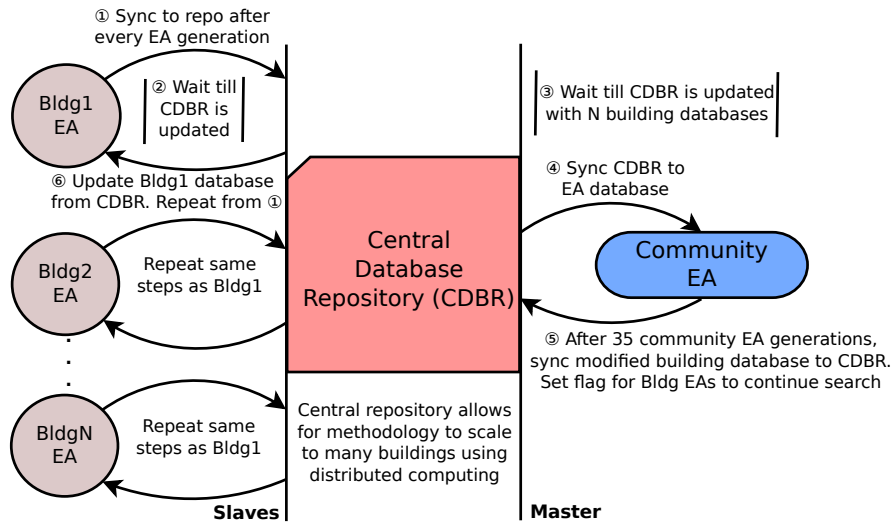 ① Sync to repo after
every EA generation
Bldg1
EA
② Wait till
CDBR is
updated
⑥ Update Bldg1 database
from CDBR. Repeat from ①
Bldg2
EA
Repeat same
steps as Bldg1
BldgN
EA
Repeat same
steps as Bldg1
Slaves
Central
Database
Repository (CDBR)
Central repository allows
for methodology to scale
to many buildings using
distributed computing
③ Wait till CDBR is updated
with N building databases
④ Sync CDBR to
EA database
Community
EA
⑤ After 35 community EA generations,
sync modified building database to CDBR.
Set flag for Bldg EAs to continue search
Master